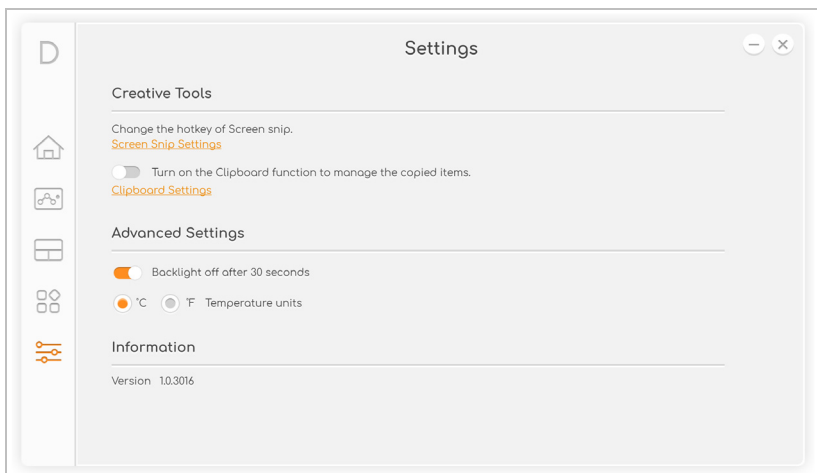 D
Settings
Creative Tools
Change the hotkey of Screen snip.
Screen Snip Settings
Turn on the Clipboard function to manage the copied items.
Clipboard Settings
Advanced Settings
Backlight off after 30 seconds
°C °F Temperature units
Information
Version 1.0.3016